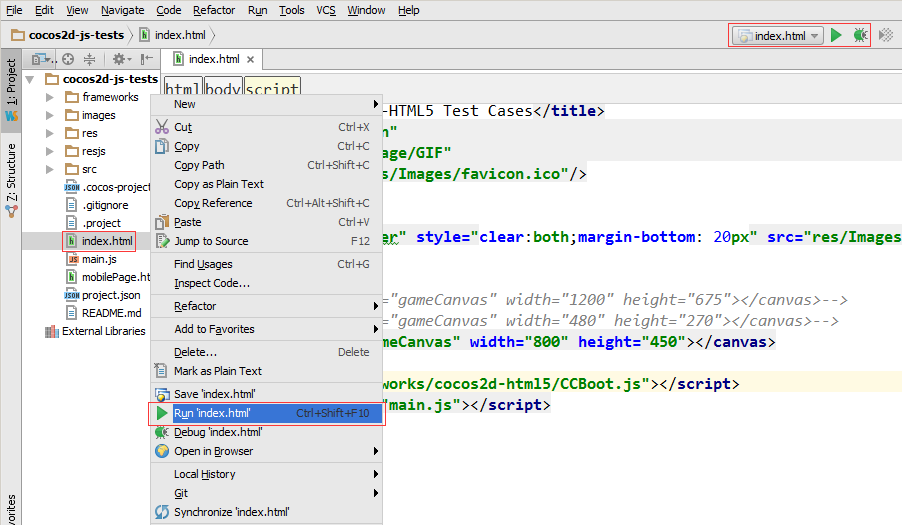 File Edit View Navigate Code Refactor Run Tools VCS Window Help
cocos2d-js-tests index.html
index.html
index.html
1: Project
Z: Structure
cocos2d-js-tests
frameworks
images
res
resjs
src
.cocos-project
.gitignore
.project
index.html
main.js
mobilePage.ht
project.json
README.md
External Libraries
html body script
-HTML5 Test Cases</title>
n"
age/GIF"
s/Images/favicon.ico"/>
er" style="clear:both;margin-bottom: 20px" src="res/Images
="gameCanvas" width="1200" height="675"></canvas>-->
="gameCanvas" width="480" height="270"></canvas>-->
meCanvas" width="800" height="450"></canvas>
works/cocos2d-html5/CCBoot.js"></script>
"main.js"></script>
New
Cut Ctrl+X
Copy Ctrl+C
Copy Path Ctrl+Shift+C
Copy as Plain Text
Copy Reference Ctrl+Alt+Shift+C
Paste Ctrl+V
Jump to Source F12
Find Usages Ctrl+G
Inspect Code...
Refactor
Add to Favorites
Delete... Delete
Mark as Plain Text
Save 'index.html'
Run 'index.html' Ctrl+Shift+F10
Debug 'index.html'
Open in Browser
Local History
Git
Synchronize 'index.html'